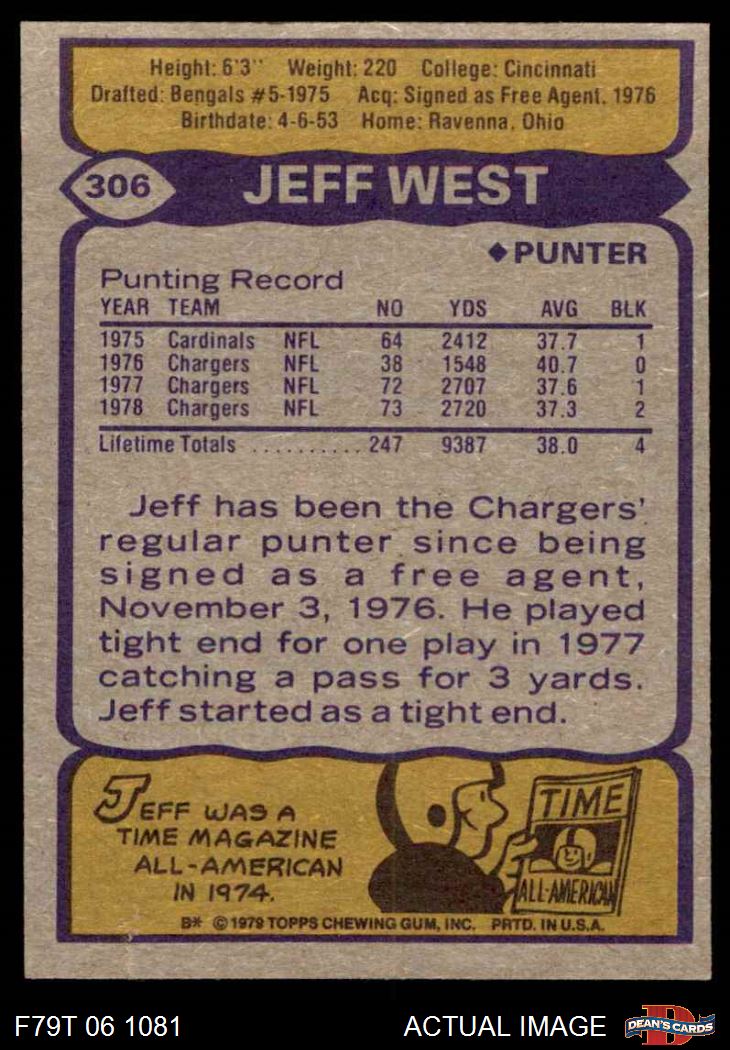 Height: 6'3" Weight: 220 College: Cincinnati
Drafted: Bengals #5-1975 Acq: Signed as Free Agent, 1976
Birthdate: 4-6-53 Home: Ravenna, Ohio
306 JEFF WEST
◆PUNTER
Punting Record
YEAR TEAM NO YDS AVG BLK
1975 Cardinals NFL 64 2412 37.7 1
1976 Chargers NFL 38 1548 40.7 0
1977 Chargers NFL 72 2707 37.6 1
1978 Chargers NFL 73 2720 37.3 2
Lifetime Totals .......... 247 9387 38.0 4
Jeff has been the Chargers'
regular punter since being
signed as a free agent,
November 3, 1976. He played
tight end for one play in 1977
catching a pass for 3 yards.
Jeff started as a tight end.
JEFF WAS A
TIME MAGAZINE
ALL-AMERICAN
IN 1974.
TIME
ALL-AMERICAN
B* © 1979 TOPPS CHEWING GUM, INC. PRTD. IN U.S.A.
F79T 06 1081 ACTUAL IMAGE D DEAN'S CARDS